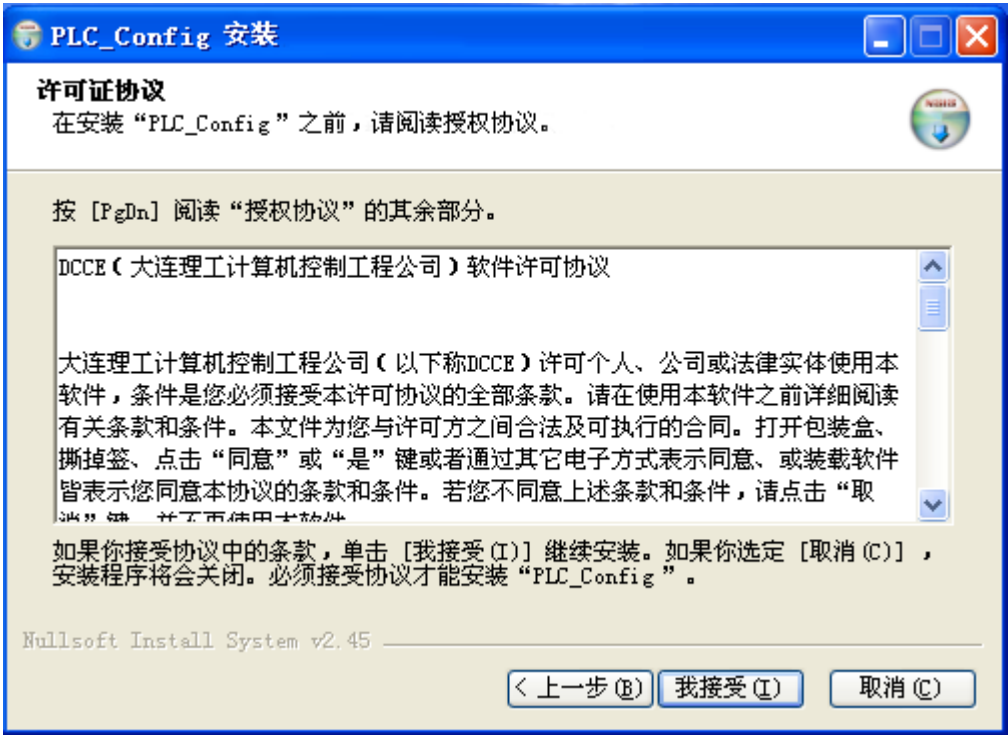 PLC_Config 安装
许可证协议
在安装“PLC_Config”之前，请阅读授权协议。
NSIS
按 [PgDn] 阅读“授权协议”的其余部分。
DCCE（大连理工计算机控制工程公司）软件许可协议
大连理工计算机控制工程公司（以下称DCCE）许可个人、公司或法律实体使用本
软件，条件是您必须接受本许可协议的全部条款。请在使用本软件之前详细阅读
有关条款和条件。本文件为您与许可方之间合法及可执行的合同。打开包装盒、
撕掉签、点击“同意”或“是”键或者通过其它电子方式表示同意、或装载软件
皆表示您同意本协议的条款和条件。若您不同意上述条款和条件，请点击“取
消”键，并不再使用本软件
如果你接受协议中的条款，单击 [我接受(I)] 继续安装。如果你选定 [取消(C)] ，
安装程序将会关闭。必须接受协议才能安装“PLC_Config”。
Nullsoft Install System v2.45
< 上一步(B)
我接受(I)
取消(C)